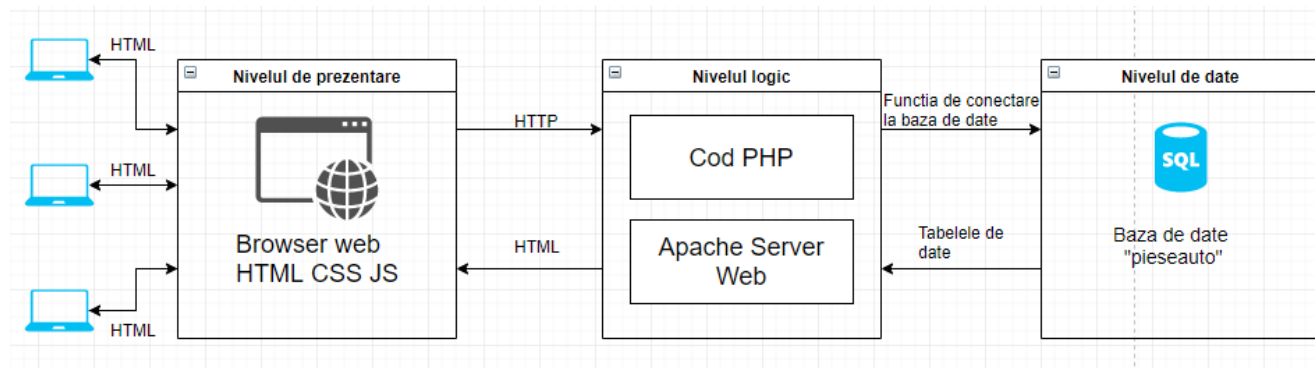 HTML
HTML
HTML
Nivelul de prezentare
Browser web
HTML CSS JS
HTTP
HTML
Nivelul logic
Cod PHP
Apache Server
Web
Functia de conectare
la baza de date
Tabelele de
date
Nivelul de date
SQL
Baza de date
"pieseauto"